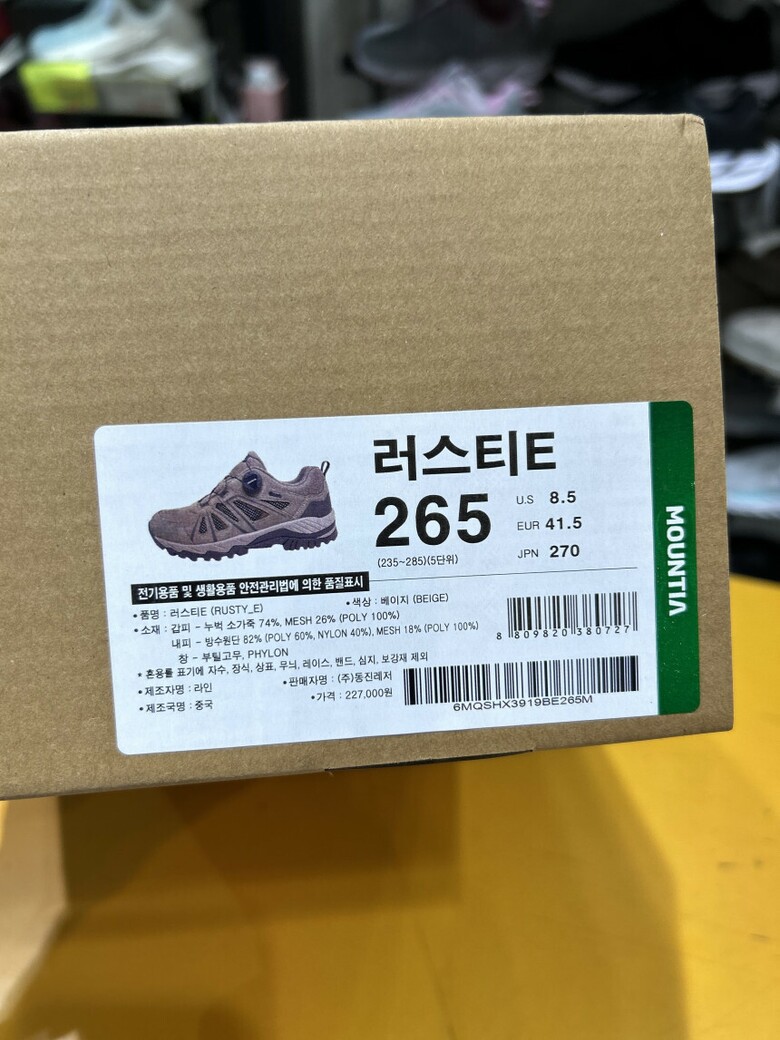 러스티E
265
U.S 8.5
EUR 41.5
JPN 270
(235~285)(5단위)
전기용품 및 생활용품 안전관리법에 의한 품질표시
•품명 : 러스티E (RUSTY_E)
•색상 : 베이지 (BEIGE)
•소재 : 갑피 - 누벅 소가죽 74%, MESH 26% (POLY 100%)
내피 - 방수원단 82% (POLY 60%, NYLON 40%), MESH 18% (POLY 100%)
창 - 부틸고무, PHYLON
* 혼용률 표기에 자수, 장식, 상표, 무늬, 레이스, 밴드, 심지, 보강재 제외
•제조자명 : 라인
•판매자명 : (주)동진레저
•제조국명 : 중국
•가격 : 227,000원
8 809820 380727
6MQSHX3919BE265M
MOUNTIA